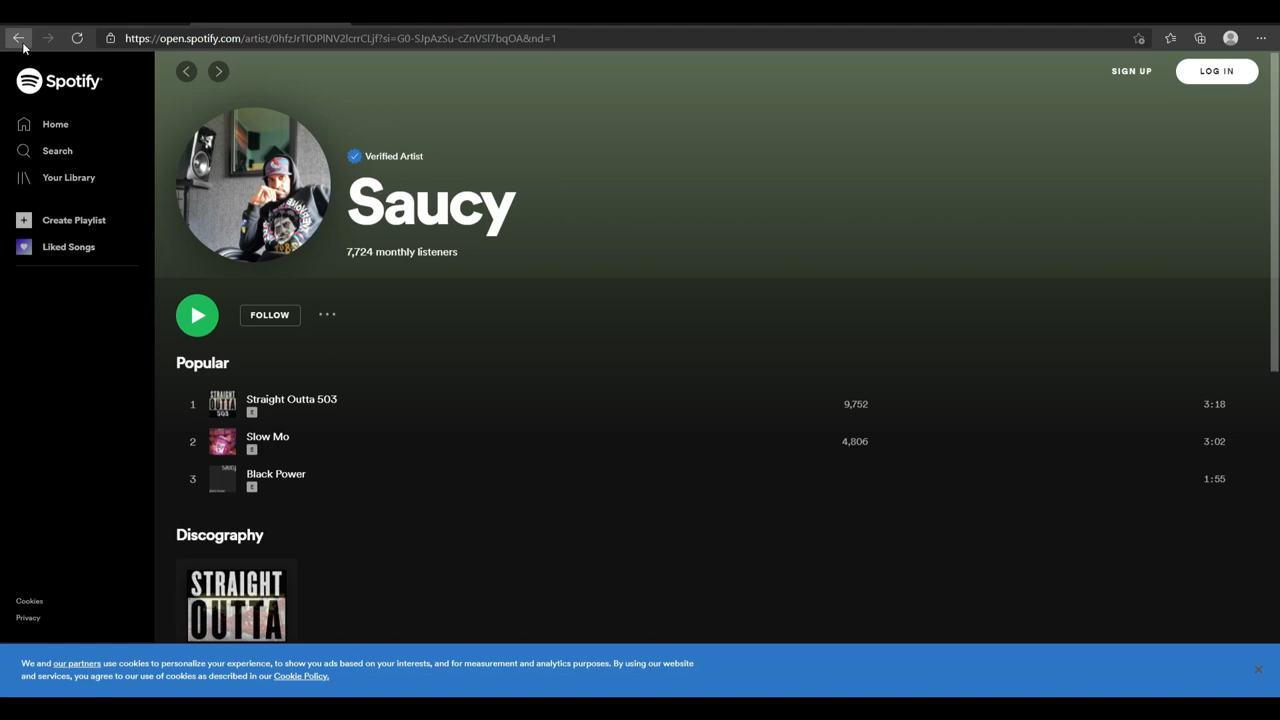 https://open.spotify.com/artist/0hfzJrTIOPlNV2lcrrCLjf?si=G0-SJpAzSu-cZnVSl7bqOA&nd=1
Spotify
SIGN UP
LOG IN
Home
Search
Your Library
Create Playlist
Liked Songs
Verified Artist
Saucy
7,724 monthly listeners
FOLLOW
Popular
1
STRAIGHT
OUTTA
503
Straight Outta 503
E
9,752
3:18
2
Slow Mo
E
4,806
3:02
3
Black Power
E
1:55
Discography
STRAIGHT
OUTTA
Cookies
Privacy
We and our partners use cookies to personalize your experience, to show you ads based on your interests, and for measurement and analytics purposes. By using our website
and services, you agree to our use of cookies as described in our Cookie Policy.